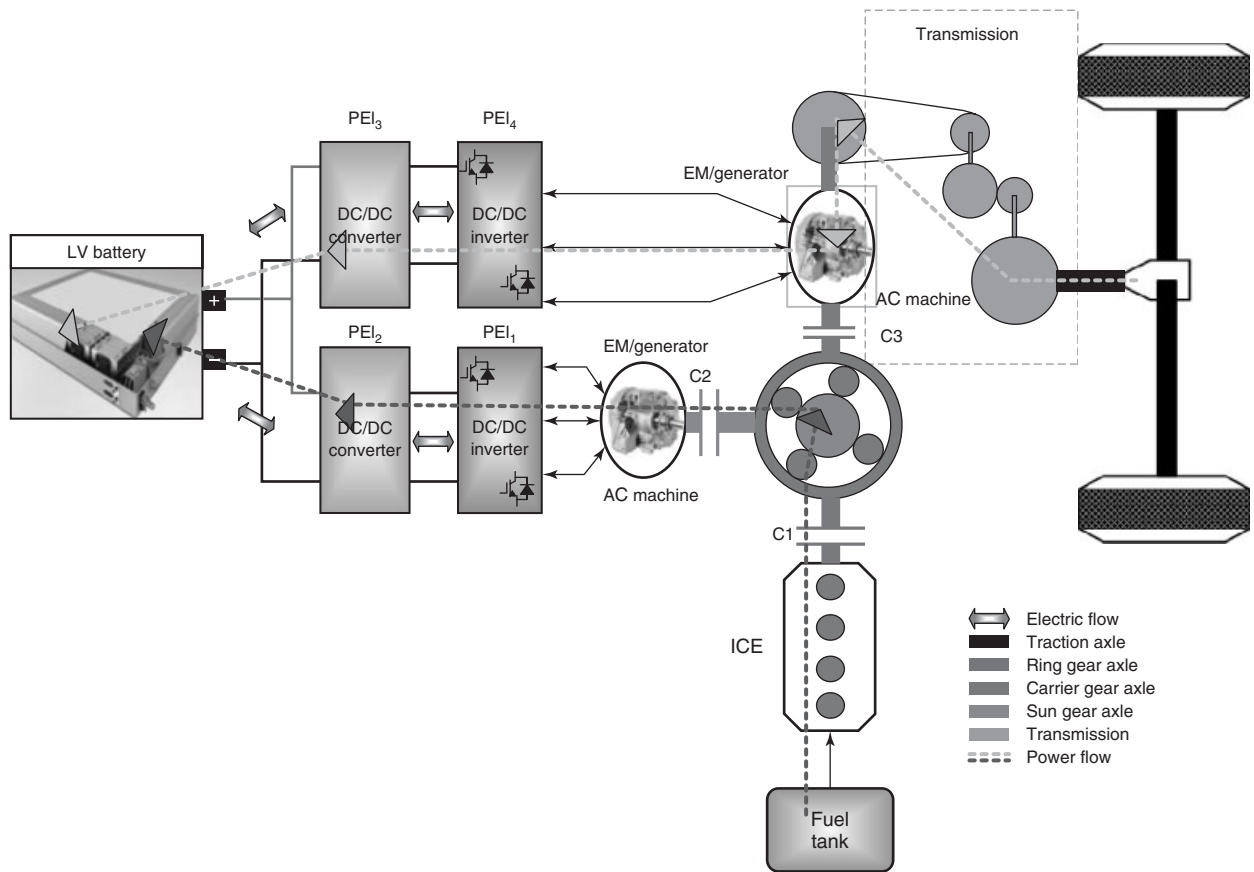 Transmission
PEI₃
PEI₄
EM/generator
LV battery
DC/DC
converter
DC/DC
inverter
AC machine
+
–
C3
PEI₂
PEI₁
EM/generator
C2
DC/DC
converter
DC/DC
inverter
AC machine
C1
ICE
Electric flow
Traction axle
Ring gear axle
Carrier gear axle
Sun gear axle
Transmission
Power flow
Fuel
tank